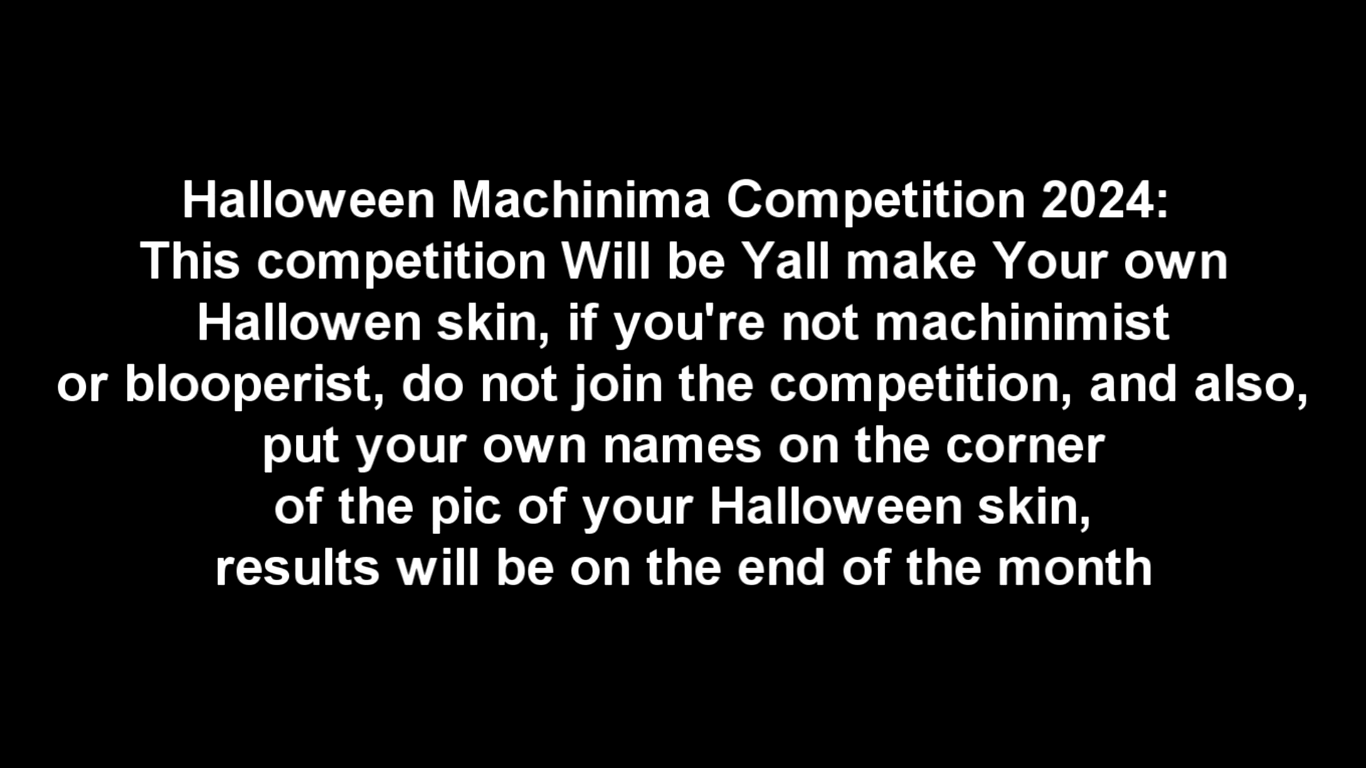 Halloween Machinima Competition 2024:
This competition Will be Yall make Your own
Hallowen skin, if you're not machinimist
or blooperist, do not join the competition, and also,
put your own names on the corner
of the pic of your Halloween skin,
results will be on the end of the month